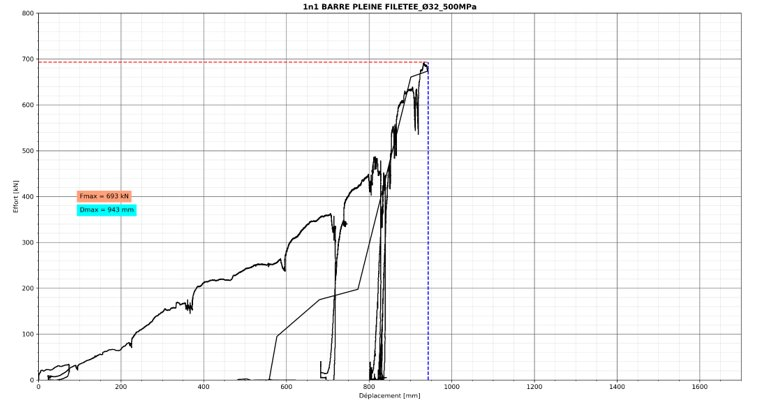 1n1 BARRE PLEINE FILETEE_Ø32_500MPa
800
700
600
500
400
300
200
100
0
Effort [kN]
Fmax = 693 kN
Dmax = 943 mm
0 200 400 600 800 1000 1200 1400 1600
Déplacement [mm]